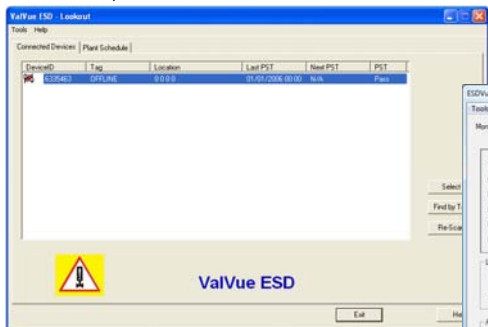 ValVue ESD - Lookout
Tools Help
Connected Devices Plant Schedule
DeviceID Tag Location Last PST Next PST PST
6335463 OFFLINE 0 0 0 0 01/01/2006 00:00 N/A Pass
ESDVu
Tools
Mon
Select
Find by T
Re-Scan
ValVue ESD
Exit
He